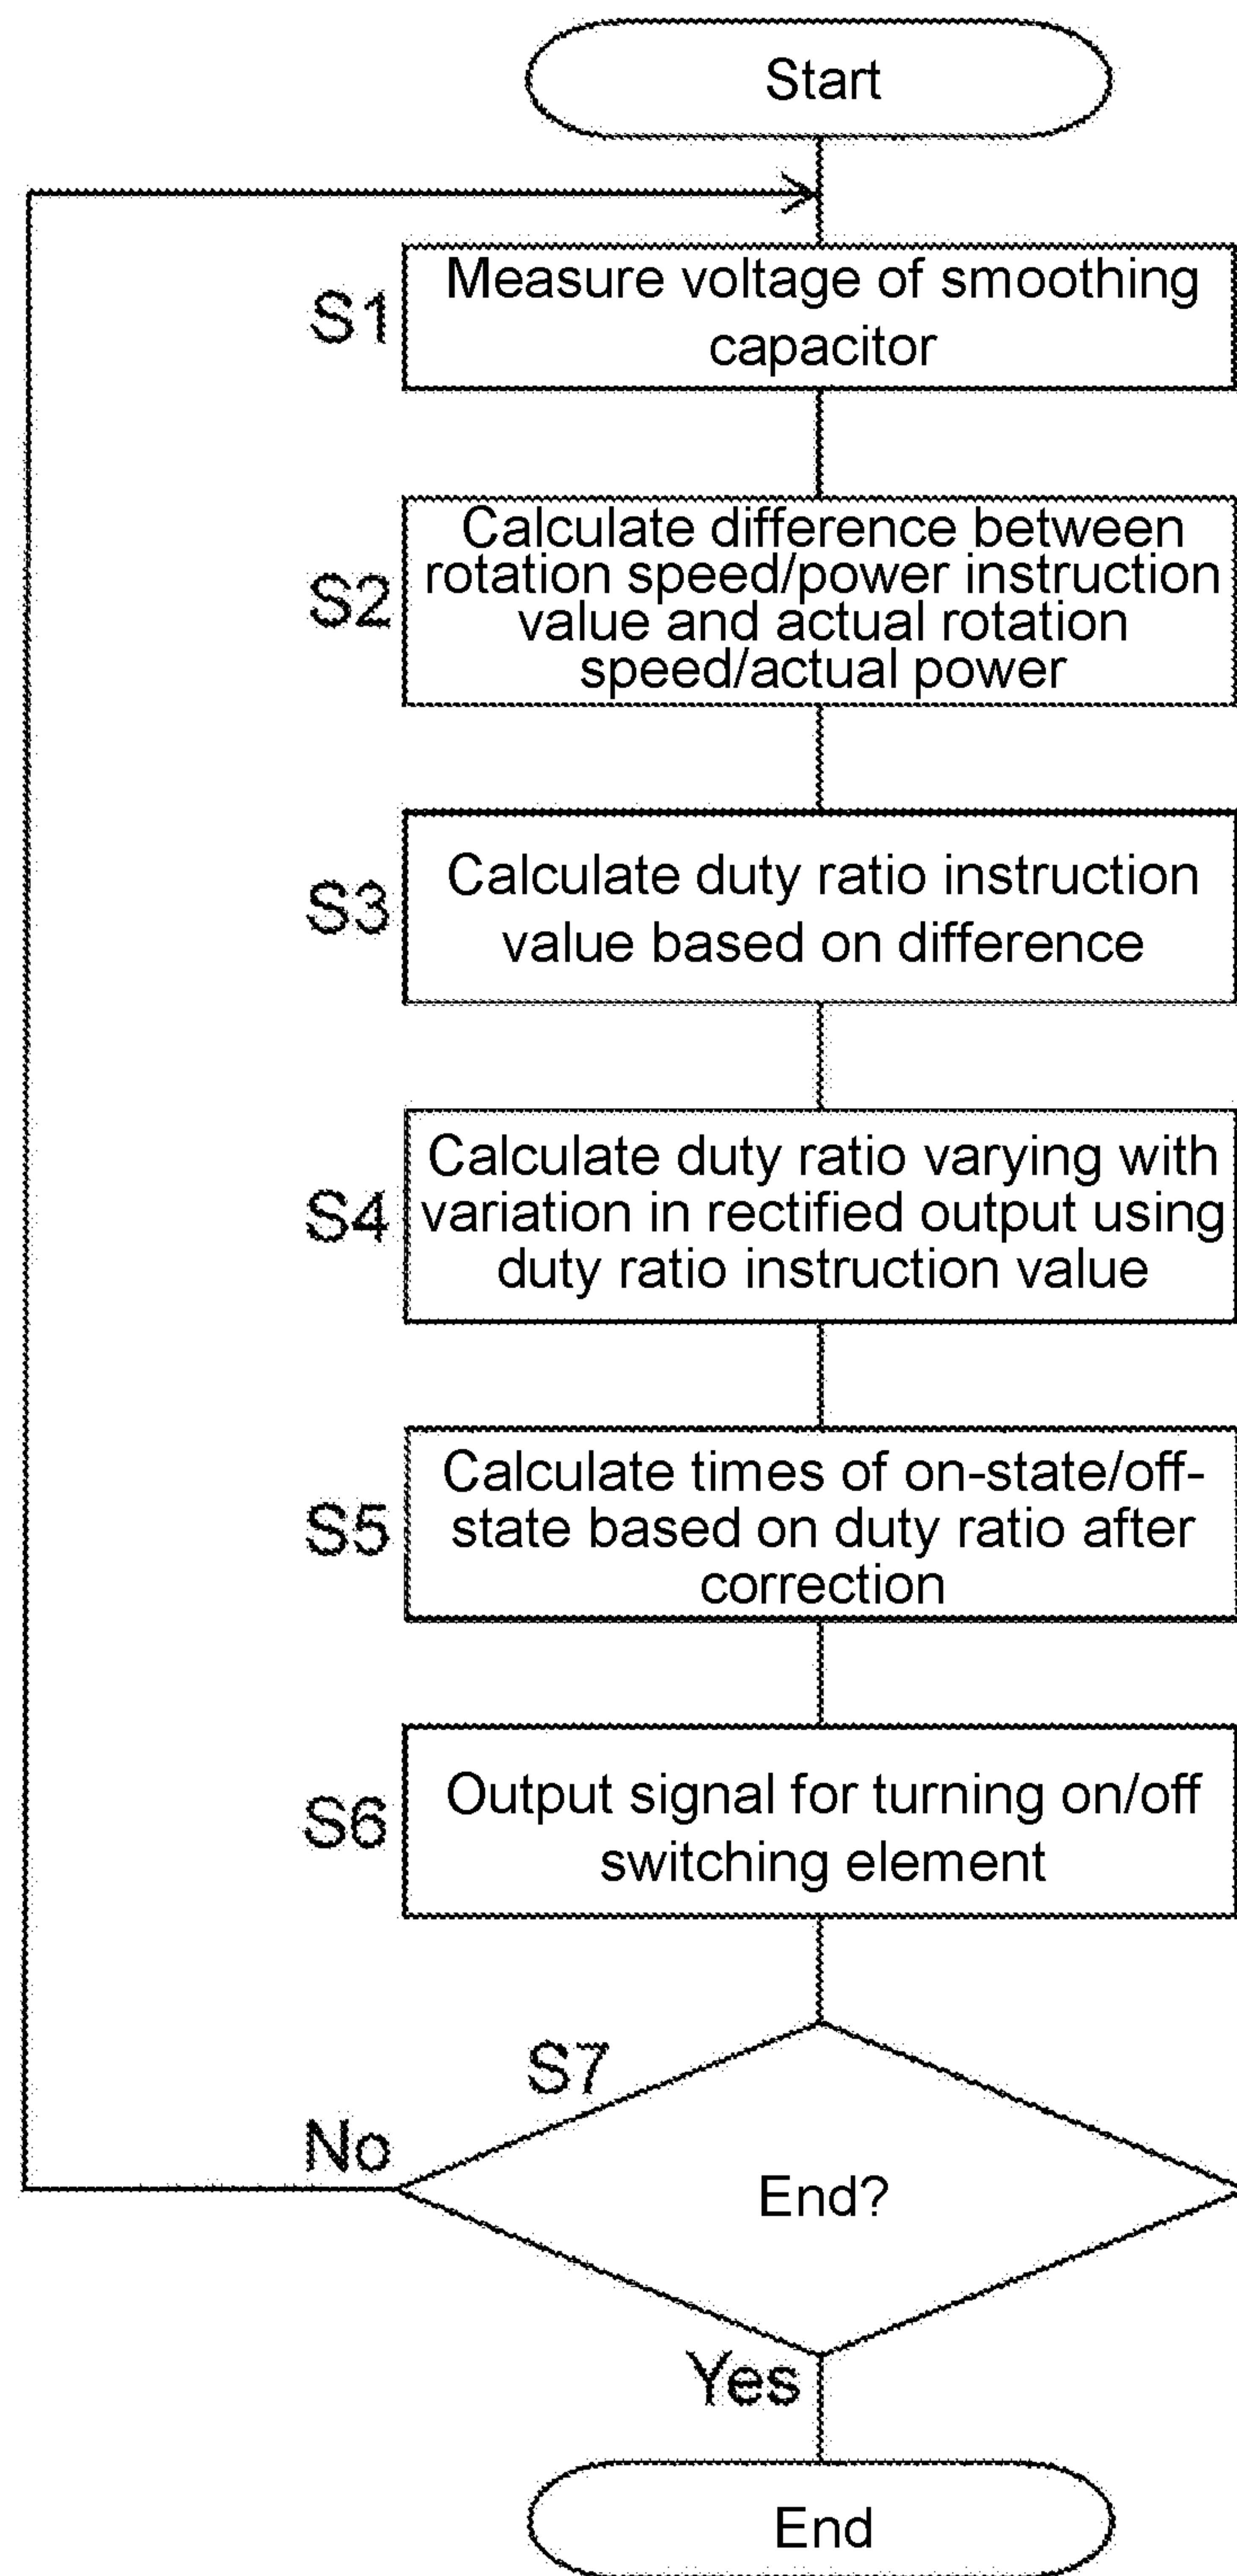 Start
S1
Measure voltage of smoothing
capacitor
S2
Calculate difference between
rotation speed/power instruction
value and actual rotation
speed/actual power
S3
Calculate duty ratio instruction
value based on difference
S4
Calculate duty ratio varying with
variation in rectified output using
duty ratio instruction value
S5
Calculate times of on-state/off-
state based on duty ratio after
correction
S6
Output signal for turning on/off
switching element
S7
No
End?
Yes
End